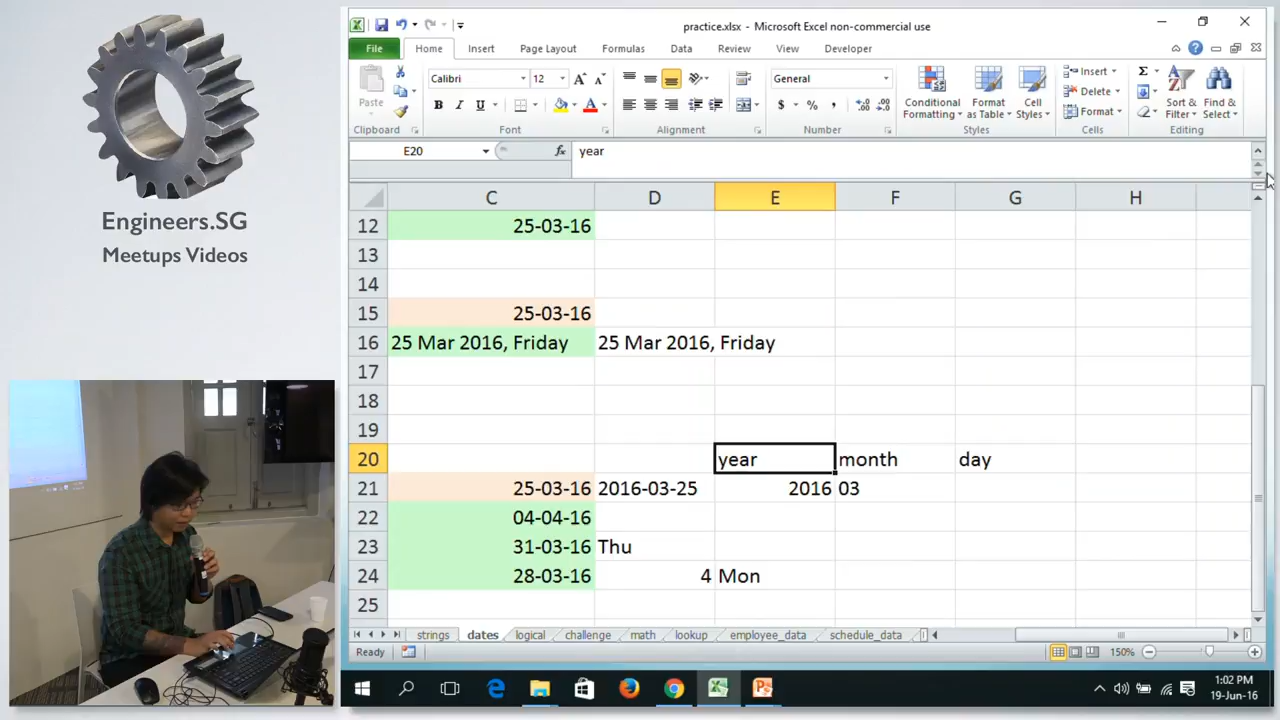 Engineers.SG
Meetups Videos
practice.xlsx - Microsoft Excel non-commercial use
File Home Insert Page Layout Formulas Data Review View Developer
Paste
Calibri 12
General
Conditional Formatting
Format as Table
Cell Styles
Insert
Delete
Format
Sort & Filter
Find & Select
Clipboard Font Alignment Number Styles Cells Editing
E20 fx year
C D E F G H
12 25-03-16
13
14
15 25-03-16
16 25 Mar 2016, Friday 25 Mar 2016, Friday
17
18
19
20 year month day
21 25-03-16 2016-03-25 2016 03
22 04-04-16
23 31-03-16 Thu
24 28-03-16 4 Mon
25
strings dates logical challenge math lookup employee_data schedule_data
Ready 150%
1:02 PM
19-Jun-16